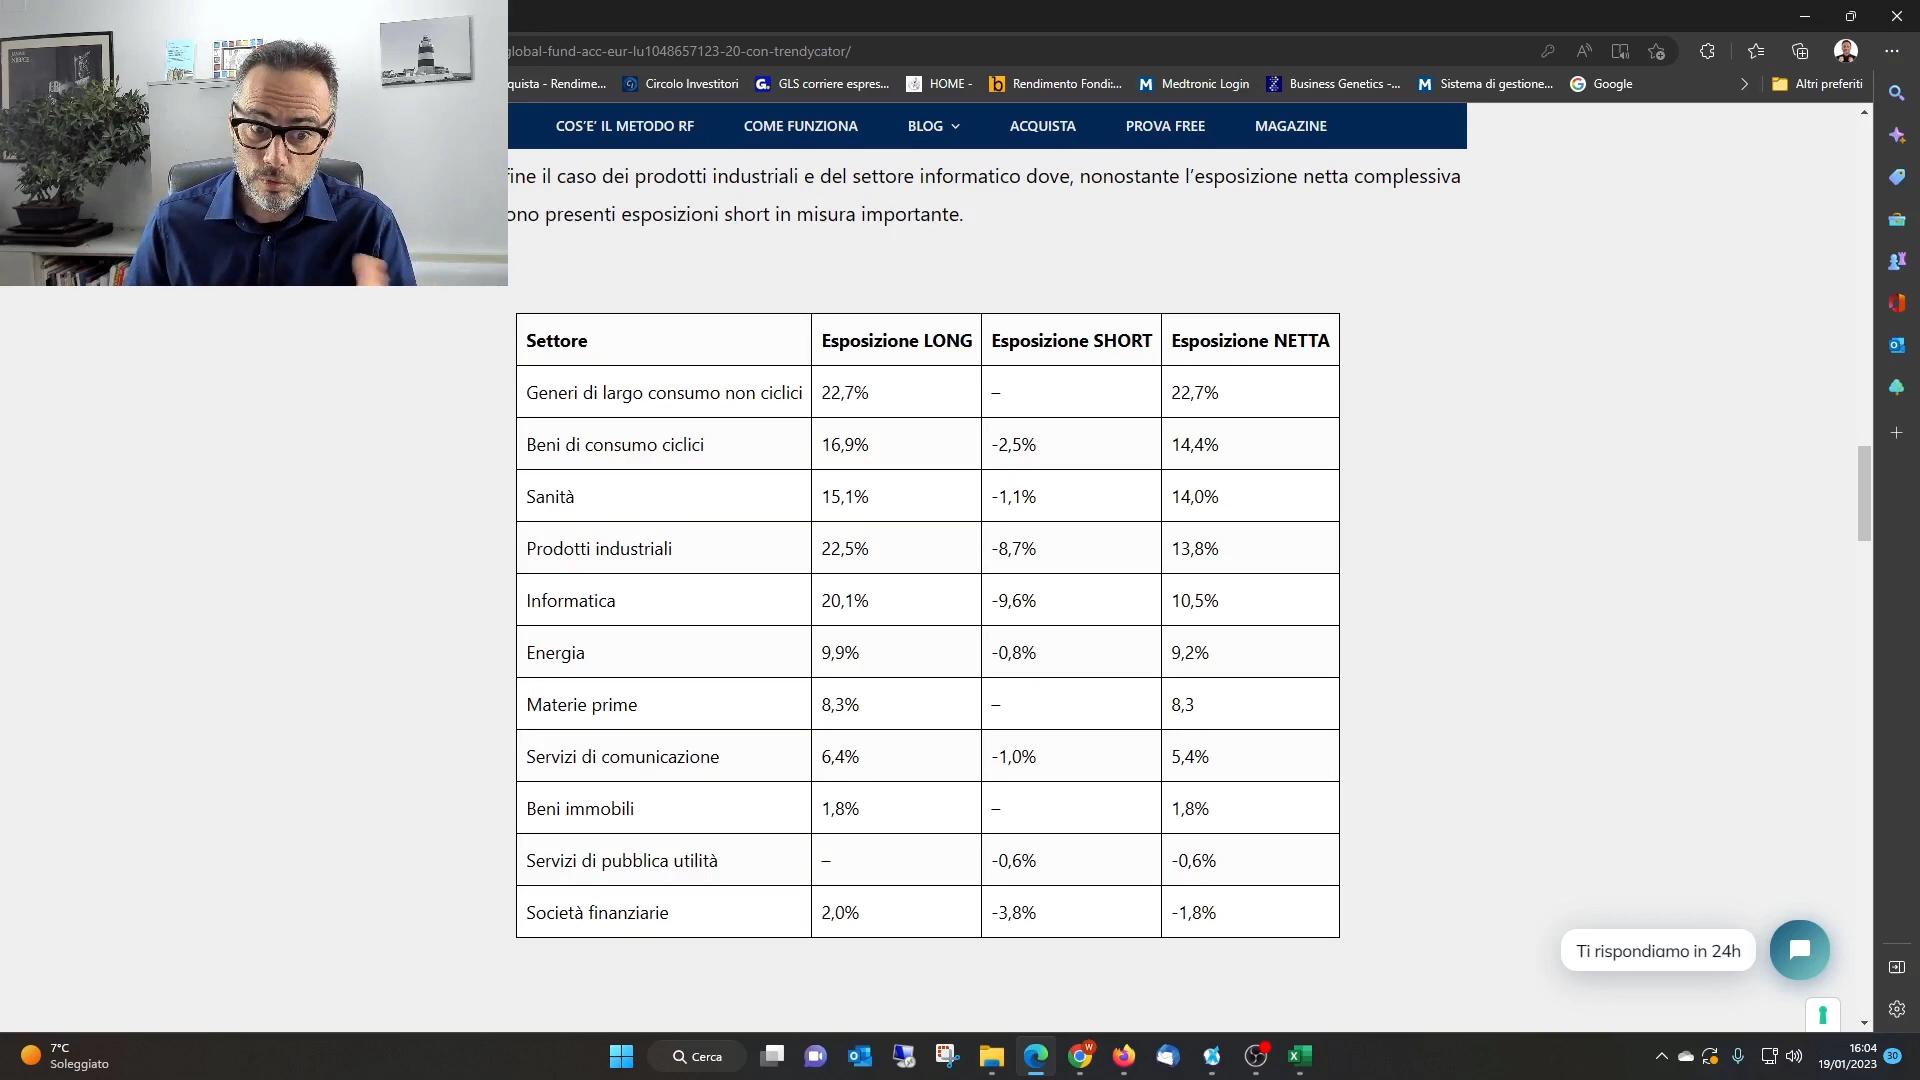 global-fund-acc-eur-lu1048657123-20-con-trendycator/
quista - Rendime...
Circolo Investitori
GLS corriere espres...
HOME -
Rendimento Fondi:...
Medtronic Login
Business Genetics -...
Sistema di gestione...
Google
Altri preferiti
COS'E' IL METODO RF
COME FUNZIONA
BLOG
ACQUISTA
PROVA FREE
MAGAZINE
fine il caso dei prodotti industriali e del settore informatico dove, nonostante l'esposizione netta complessiva
ono presenti esposizioni short in misura importante.
Settore Esposizione LONG Esposizione SHORT Esposizione NETTA
Generi di largo consumo non ciclici 22,7% – 22,7%
Beni di consumo ciclici 16,9% -2,5% 14,4%
Sanità 15,1% -1,1% 14,0%
Prodotti industriali 22,5% -8,7% 13,8%
Informatica 20,1% -9,6% 10,5%
Energia 9,9% -0,8% 9,2%
Materie prime 8,3% – 8,3
Servizi di comunicazione 6,4% -1,0% 5,4%
Beni immobili 1,8% – 1,8%
Servizi di pubblica utilità – -0,6% -0,6%
Società finanziarie 2,0% -3,8% -1,8%
Ti rispondiamo in 24h
7°C
Soleggiato
Cerca
16:04
19/01/2023
30